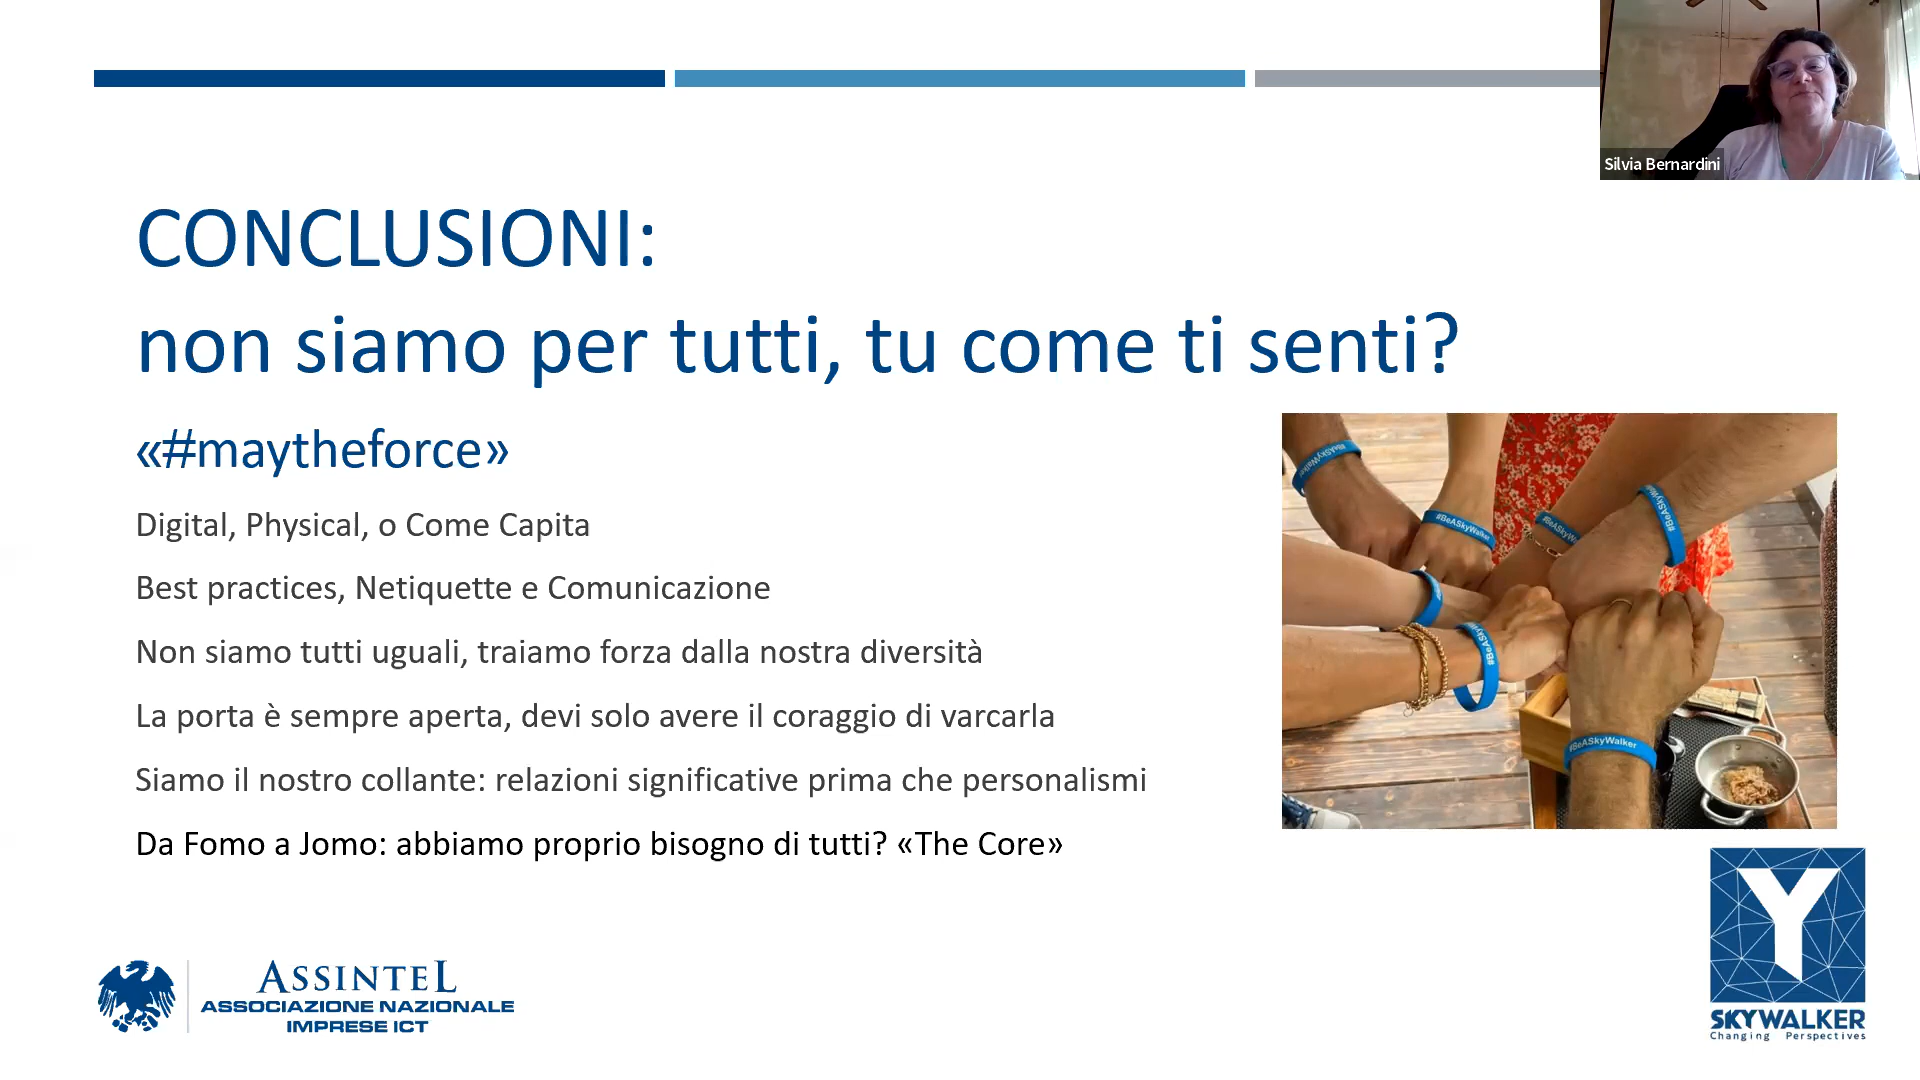 Silvia Bernardini
CONCLUSIONI:
non siamo per tutti, tu come ti senti?
«#maytheforce»
Digital, Physical, o Come Capita
Best practices, Netiquette e Comunicazione
Non siamo tutti uguali, traiamo forza dalla nostra diversità
La porta è sempre aperta, devi solo avere il coraggio di varcarla
Siamo il nostro collante: relazioni significative prima che personalismi
Da Fomo a Jomo: abbiamo proprio bisogno di tutti? «The Core»
#BeASkyWalker
#BeASkyWalker
ASSINTEL
ASSOCIAZIONE NAZIONALE
IMPRESE ICT
Y
SKYWALKER
Changing Perspectives